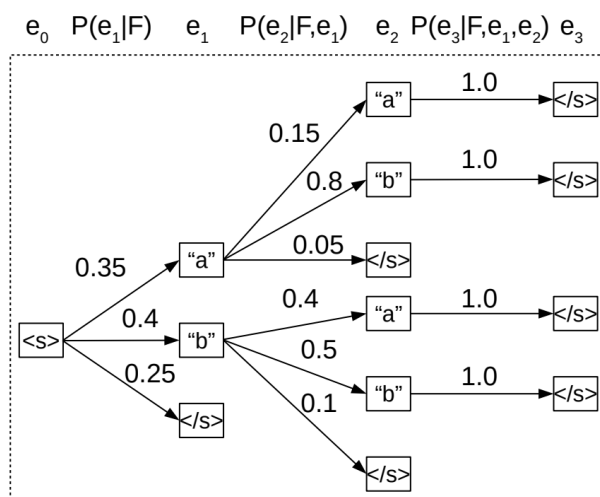 e₀ P(e₁|F) e₁ P(e₂|F,e₁) e₂ P(e₃|F,e₁,e₂) e₃
“a” 1.0 </s>
0.15
0.8 “b” 1.0 </s>
“a” 0.05 </s>
0.35
0.4 “a” 1.0 </s>
<s> 0.4 “b”
0.5
0.25
“b” 1.0 </s>
0.1
</s>
</s>